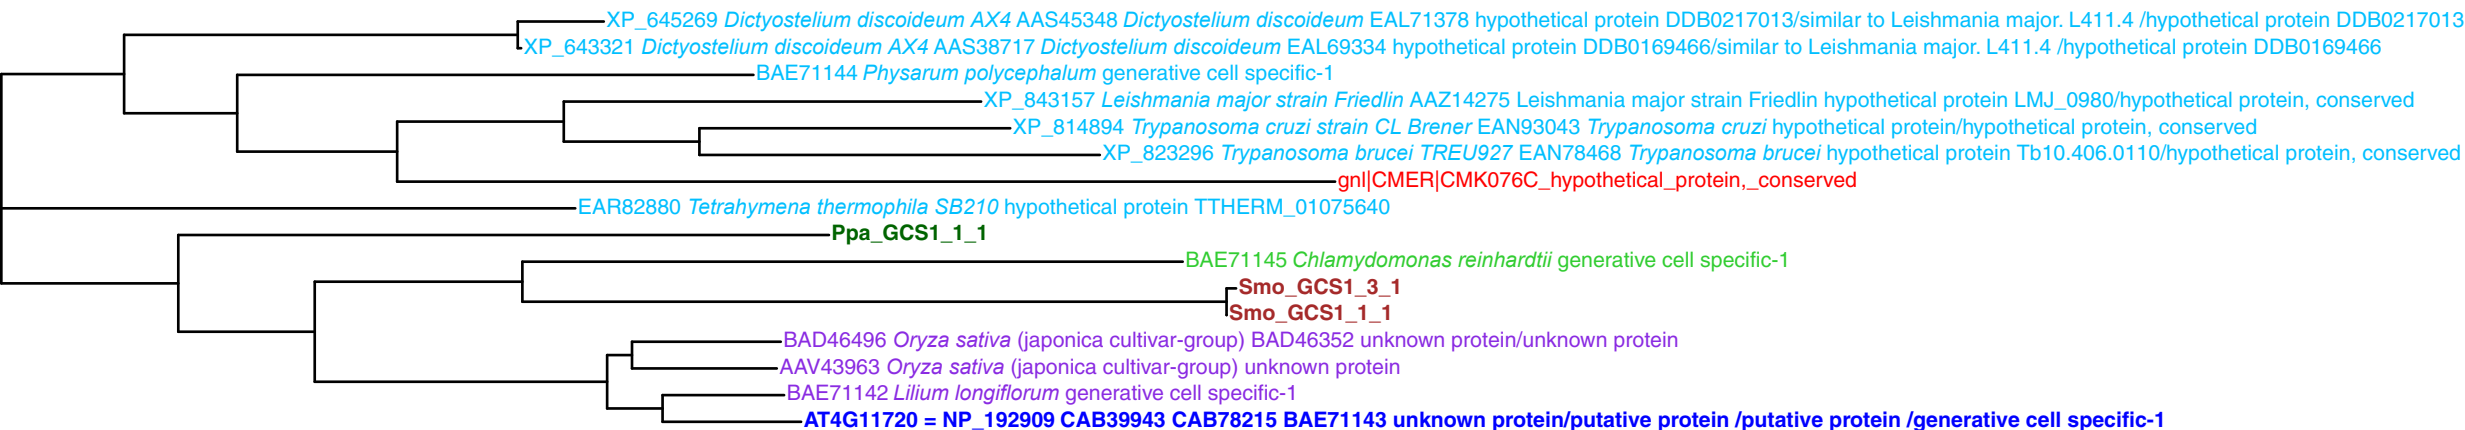 XP_645269 Dictyostelium discoideum AX4 AAS45348 Dictyostelium discoideum EAL71378 hypothetical protein DDB0217013/similar to Leishmania major. L411.4 /hypothetical protein DDB0217013
XP_643321 Dictyostelium discoideum AX4 AAS38717 Dictyostelium discoideum EAL69334 hypothetical protein DDB0169466/similar to Leishmania major. L411.4 /hypothetical protein DDB0169466
BAE71144 Physarum polycephalum generative cell specific-1
XP_843157 Leishmania major strain Friedlin AAZ14275 Leishmania major strain Friedlin hypothetical protein LMJ_0980/hypothetical protein, conserved
XP_814894 Trypanosoma cruzi strain CL Brener EAN93043 Trypanosoma cruzi hypothetical protein/hypothetical protein, conserved
XP_823296 Trypanosoma brucei TREU927 EAN78468 Trypanosoma brucei hypothetical protein Tb10.406.0110/hypothetical protein, conserved
gnl|CMER|CMK076C_hypothetical_protein,_conserved
EAR82880 Tetrahymena thermophila SB210 hypothetical protein TTHERM_01075640
Ppa_GCS1_1_1
BAE71145 Chlamydomonas reinhardtii generative cell specific-1
Smo_GCS1_3_1
Smo_GCS1_1_1
BAD46496 Oryza sativa (japonica cultivar-group) BAD46352 unknown protein/unknown protein
AAV43963 Oryza sativa (japonica cultivar-group) unknown protein
BAE71142 Lilium longiflorum generative cell specific-1
AT4G11720 = NP_192909 CAB39943 CAB78215 BAE71143 unknown protein/putative protein /putative protein /generative cell specific-1